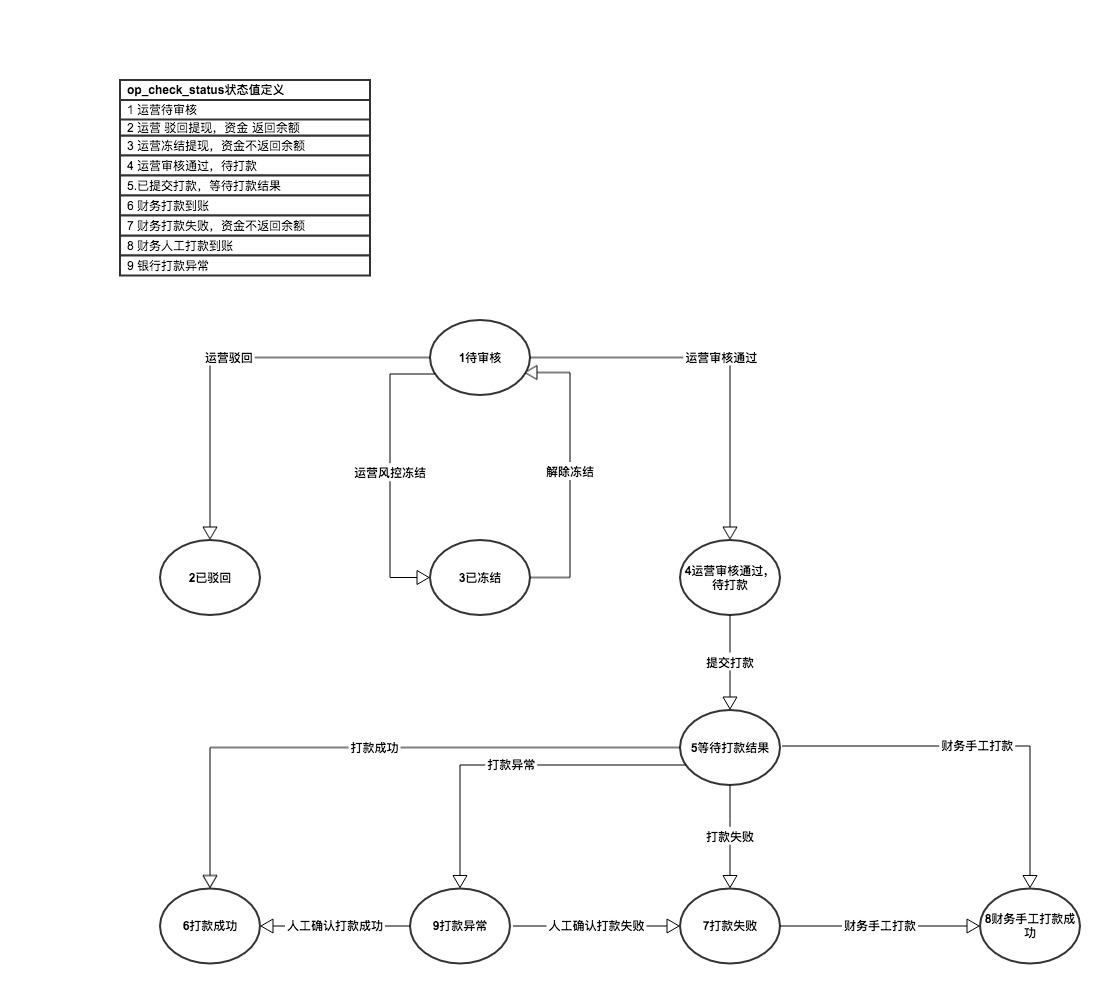 op_check_status状态值定义
1 运营待审核
2 运营 驳回提现，资金 返回余额
3 运营冻结提现，资金不返回余额
4 运营审核通过，待打款
5.已提交打款，等待打款结果
6 财务打款到账
7 财务打款失败，资金不返回余额
8 财务人工打款到账
9 银行打款异常
运营驳回
1待审核
运营审核通过
运营风控冻结
解除冻结
2已驳回
3已冻结
4运营审核通过，
待打款
提交打款
打款成功
5等待打款结果
财务手工打款
打款异常
打款失败
6打款成功
人工确认打款成功
9打款异常
人工确认打款失败
7打款失败
财务手工打款
8财务手工打款成
功